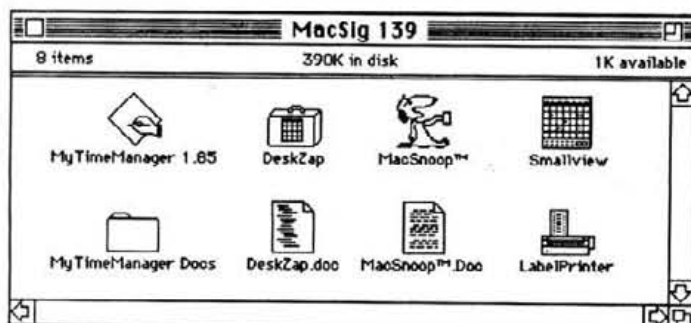 MacSig 139
8 items 390K in disk 1K available
MyTimeManager 1.85 DeskZap MacSnoop™ Smallview
MyTimeManager Docs DeskZap.doc MacSnoop™.Doc LabelPrinter